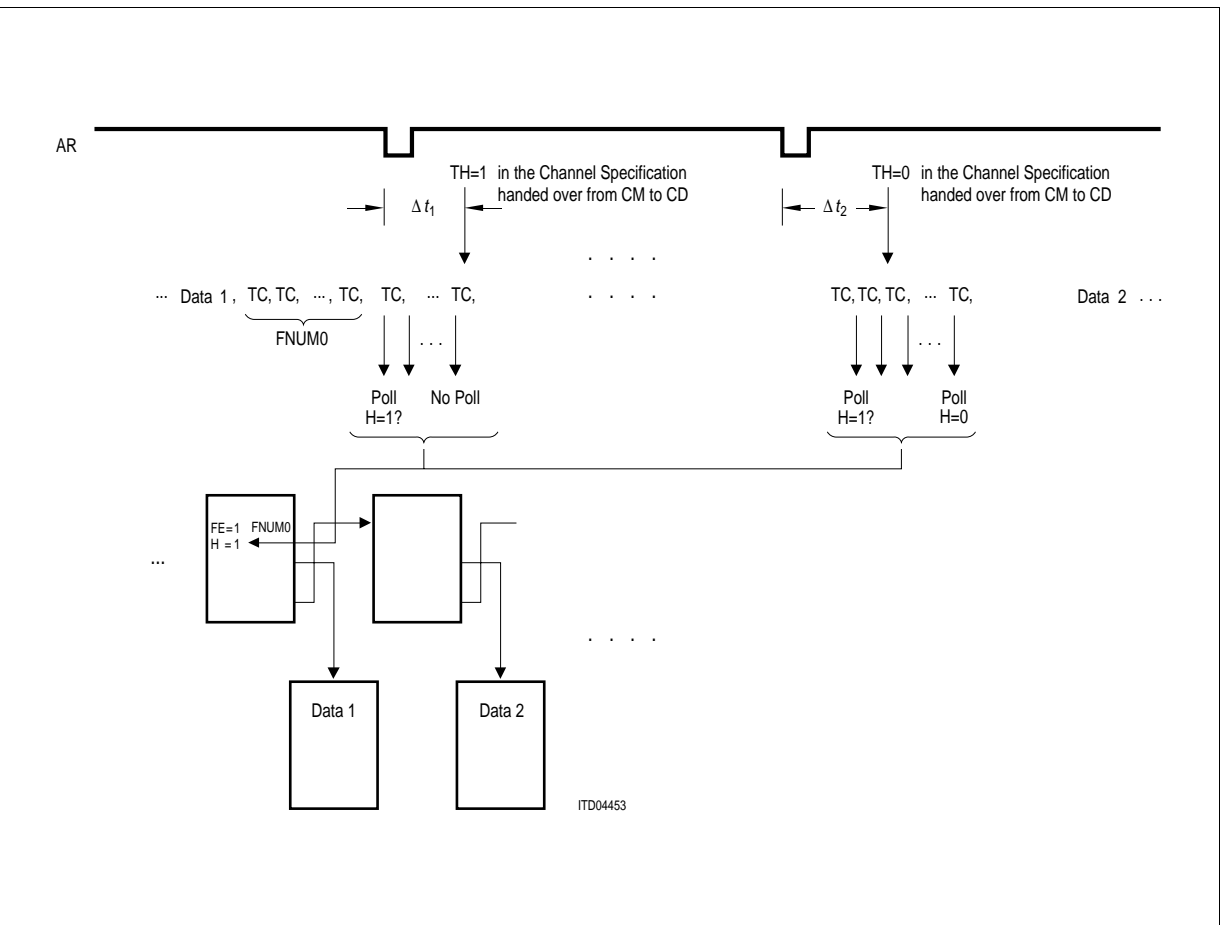 AR
TH=1 in the Channel Specification
handed over from CM to CD
TH=0 in the Channel Specification
handed over from CM to CD
Δt1
Δt2
. . . .
... Data 1 , TC, TC, ..., TC, TC, ... TC, . . . . TC, TC, TC, ... TC, Data 2 ...
FNUM0
. . .
. . .
Poll
H=1?
No Poll
Poll
H=1?
Poll
H=0
FE=1 FNUM0
H =1
...
. . . .
Data 1
Data 2
ITD04453